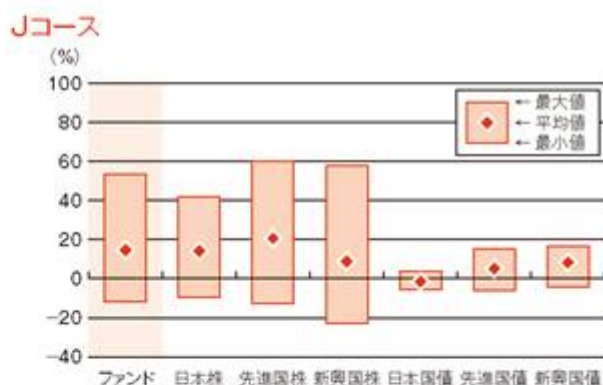 Jコース
(%)
100
80
60
40
20
0
−20
−40
← 最大値
← 平均値
← 最小値
ファンド 日本株 先進国株 新興国株 日本国債 先進国債 新興国債